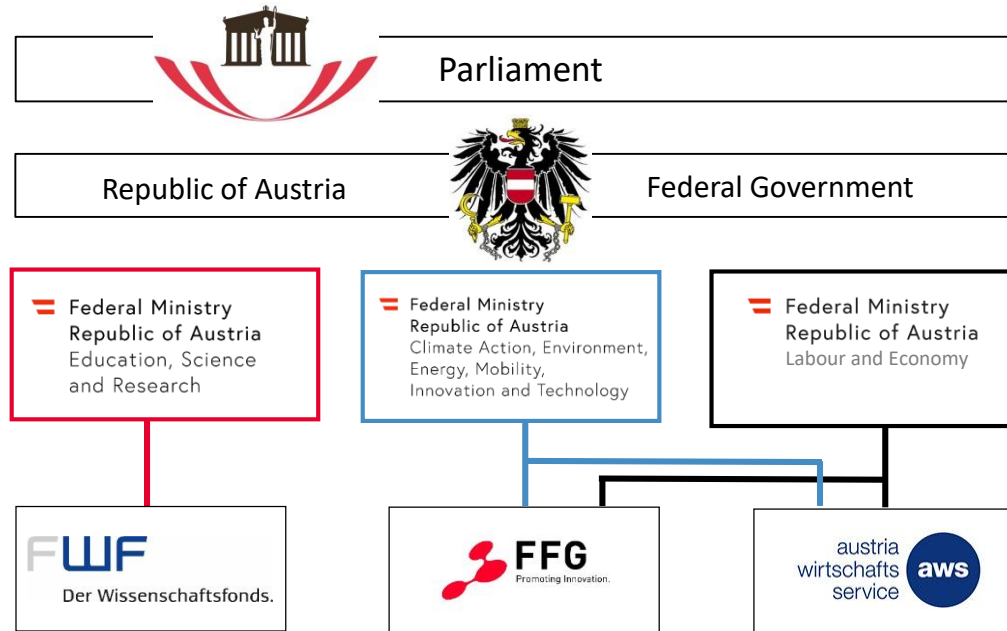 Parliament
Republic of Austria
Federal Government
Federal Ministry
Republic of Austria
Education, Science
and Research
Federal Ministry
Republic of Austria
Climate Action, Environment,
Energy, Mobility,
Innovation and Technology
Federal Ministry
Republic of Austria
Labour and Economy
FWF
Der Wissenschaftsfonds.
FFG
Promoting Innovation.
austria
wirtschafts
service
aws